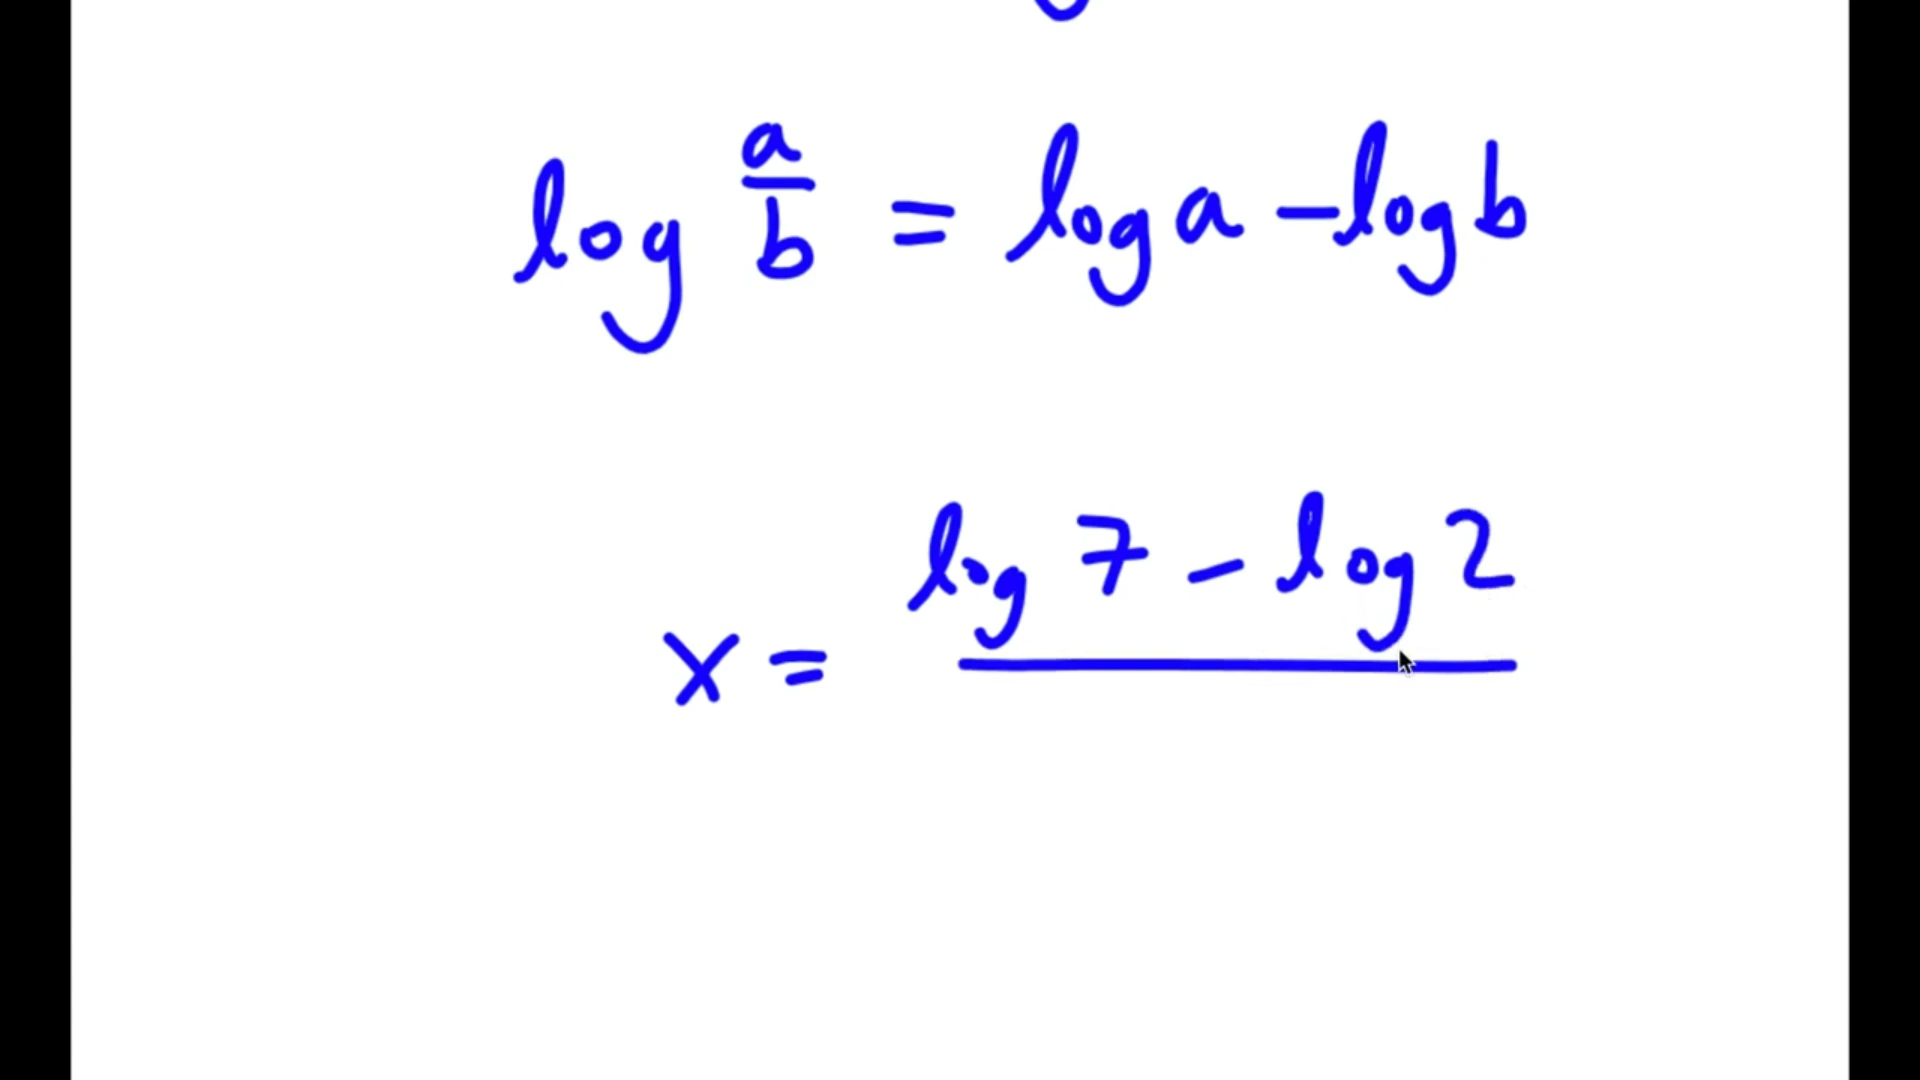 log a/b = log a - log b
x = log 7 - log 2